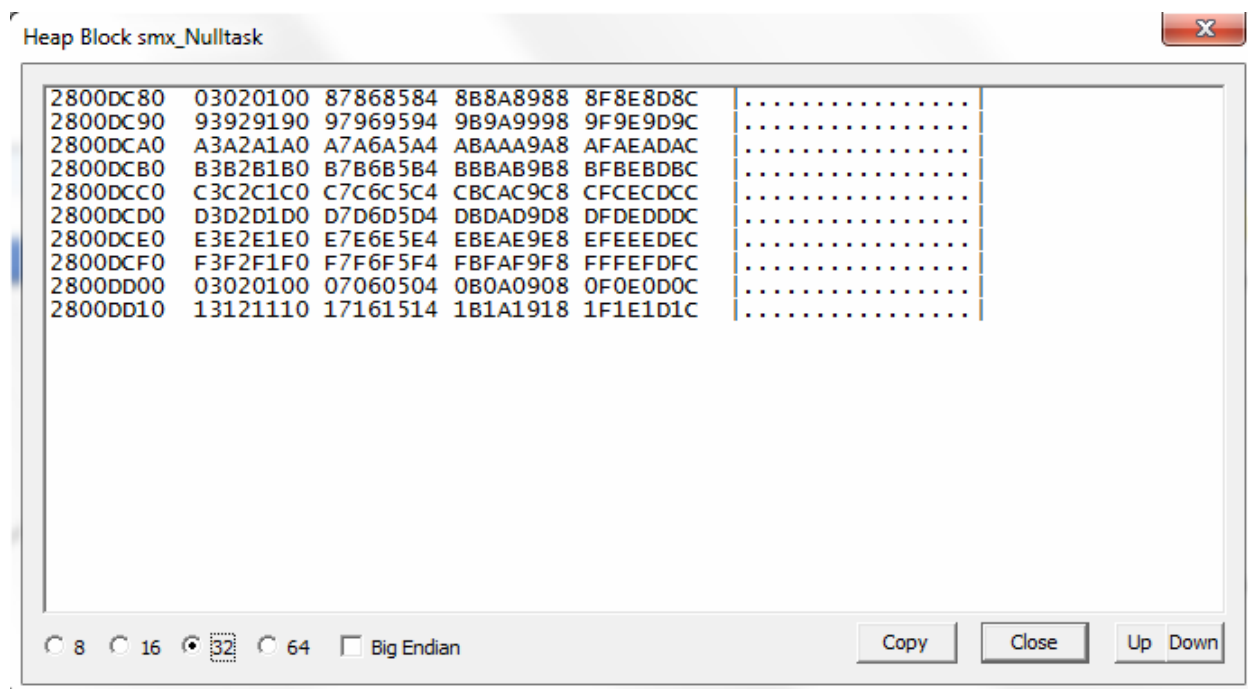 Heap Block smx_Nulltask
2800DC80 03020100 87868584 8B8A8988 8F8E8D8C |................|
2800DC90 93929190 97969594 9B9A9998 9F9E9D9C |................|
2800DCA0 A3A2A1A0 A7A6A5A4 ABAAA9A8 AFAEADAC |................|
2800DCB0 B3B2B1B0 B7B6B5B4 BBBAB9B8 BFBEBDBC |................|
2800DCC0 C3C2C1C0 C7C6C5C4 CBCAC9C8 CFCECDCC |................|
2800DCD0 D3D2D1D0 D7D6D5D4 DBDAD9D8 DFDEDDDC |................|
2800DCE0 E3E2E1E0 E7E6E5E4 EBEAE9E8 EFEEEDEC |................|
2800DCF0 F3F2F1F0 F7F6F5F4 FBFAF9F8 FFFEFDFC |................|
2800DD00 03020100 07060504 0B0A0908 0F0E0D0C |................|
2800DD10 13121110 17161514 1B1A1918 1F1E1D1C |................|
8 16 32 64 Big Endian Copy Close Up Down